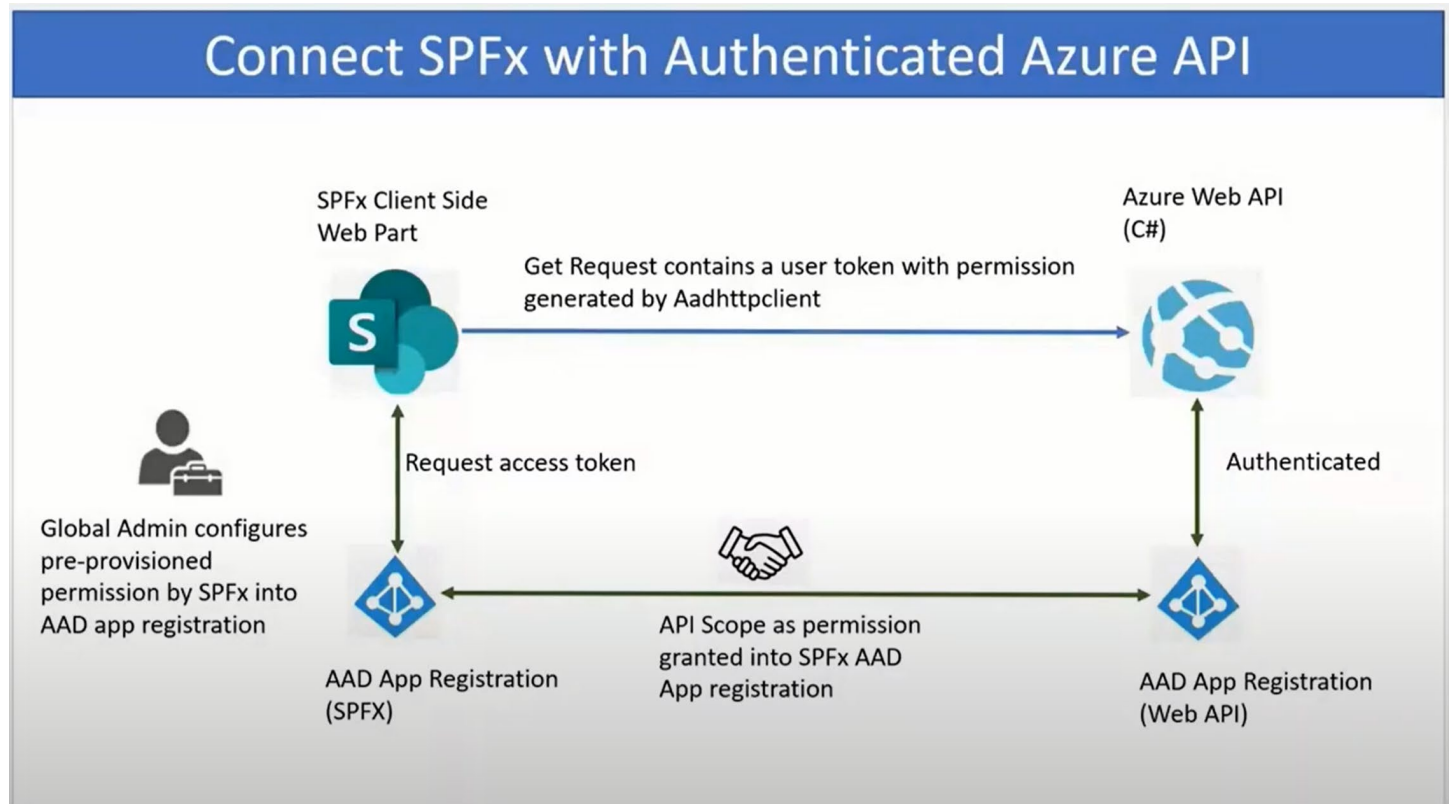 Connect SPFx with Authenticated Azure API
SPFx Client Side
Web Part
Azure Web API
(C#)
Get Request contains a user token with permission
generated by Aadhttpclient
S
Request access token
Authenticated
Global Admin configures
pre-provisioned
permission by SPFx into
AAD app registration
API Scope as permission
granted into SPFx AAD
App registration
AAD App Registration
(SPFX)
AAD App Registration
(Web API)